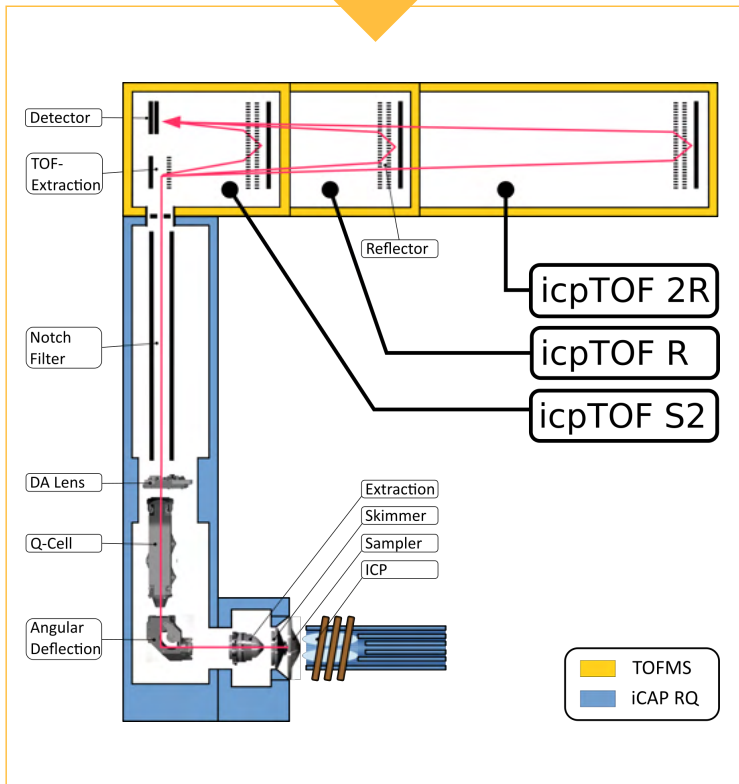 Detector
TOF-
Extraction
Reflector
icpTOF 2R
icpTOF R
icpTOF S2
Notch
Filter
DA Lens
Q-Cell
Angular
Deflection
Extraction
Skimmer
Sampler
ICP
TOFMS
iCAP RQ